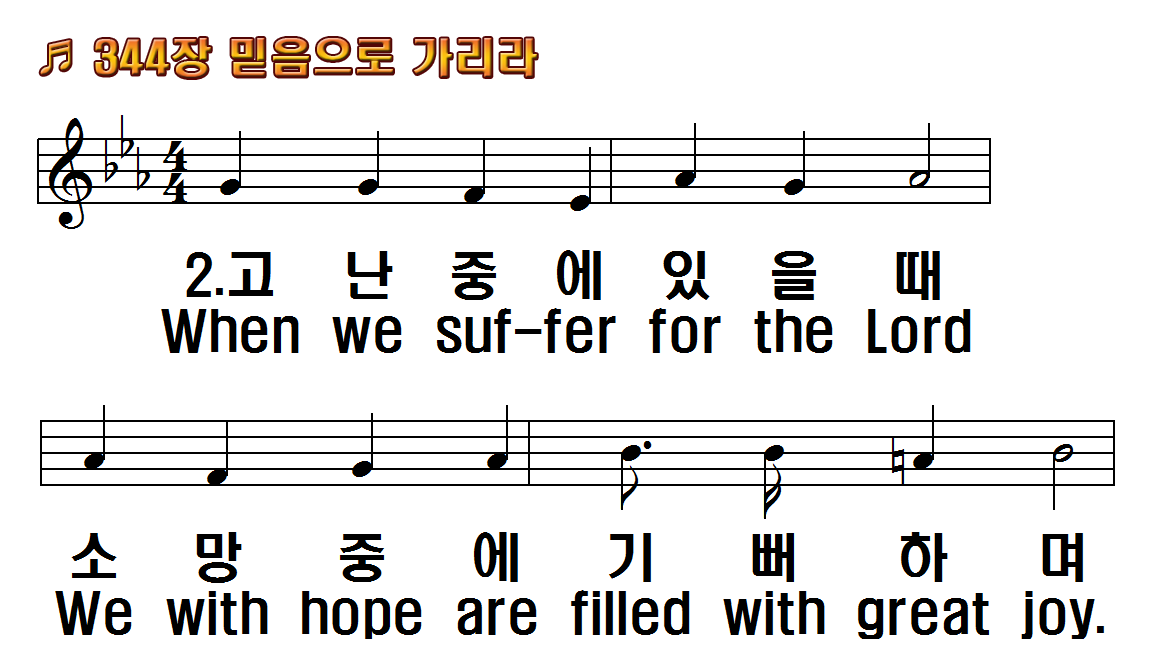 ♬ 344장 믿음으로 가리라
4
4
2.고 난 중 에 있 을 때
When we suf-fer for the Lord
소 망 중 에 기 뻐 하 며
We with hope are filled with great joy.